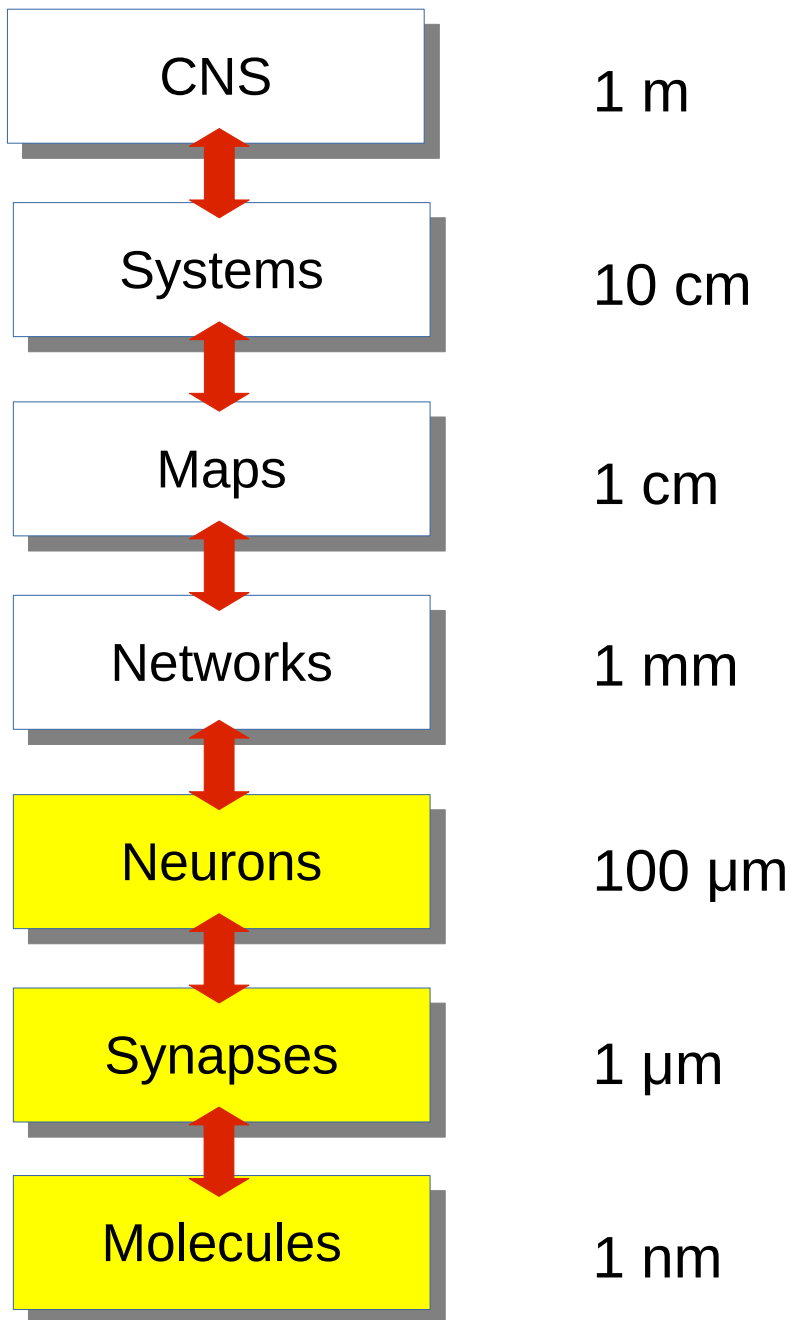 CNS
1 m
Systems
10 cm
Maps
1 cm
Networks
1 mm
Neurons
100 μm
Synapses
1 μm
Molecules
1 nm